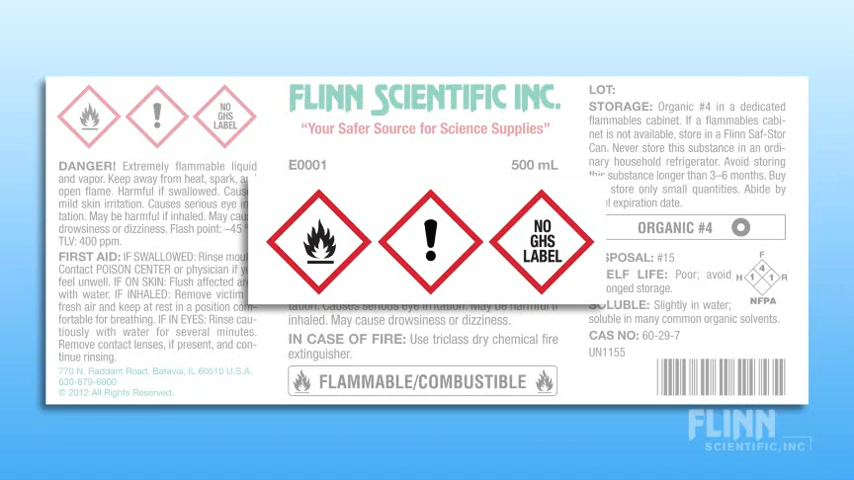 NO
GHS
LABEL
DANGER! Extremely flammable liquid
and vapor. Keep away from heat, spark,
open flame. Harmful if swallowed.
mild skin irritation. Causes serious eye
tation. May be harmful if inhaled. May
drowsiness or dizziness. Flash point: –45
TLV: 400 ppm.
FIRST AID: IF SWALLOWED: Rinse
Contact POISON CENTER or physician if
feel unwell. IF ON SKIN: Flush affected
with water. IF INHALED: Remove victim
fresh air and keep at rest in a position com-
fortable for breathing. IF IN EYES: Rinse cau-
tiously with water for several minutes.
Remove contact lenses, if present, and con-
tinue rinsing.
770 N. Raddant Road, Batavia, IL 60510 U.S.A.
630-879-6900
© 2012 All Rights Reserved.
FLINN SCIENTIFIC INC.
“Your Safer Source for Science Supplies”
E0001 500 mL
NO
GHS
LABEL
tation. Causes serious eye irritation. May be harmful if
inhaled. May cause drowsiness or dizziness.
IN CASE OF FIRE: Use triclass dry chemical fire
extinguisher.
FLAMMABLE/COMBUSTIBLE
LOT:
STORAGE: Organic #4 in a dedicated
flammables cabinet. If a flammables cabi-
net is not available, store in a Flinn Saf-Stor
Can. Never store this substance in an ordi-
nary household refrigerator. Avoid storing
this substance longer than 3–6 months. Buy
store only small quantities. Abide by
expiration date.
ORGANIC #4
#15
LIFE: Poor; avoid
storage.
SOLUBLE: Slightly in water;
soluble in many common organic solvents.
CAS NO: 60-29-7
UN1155
F
4
H 1 1 R
NFPA
FLINN
SCIENTIFIC, INC